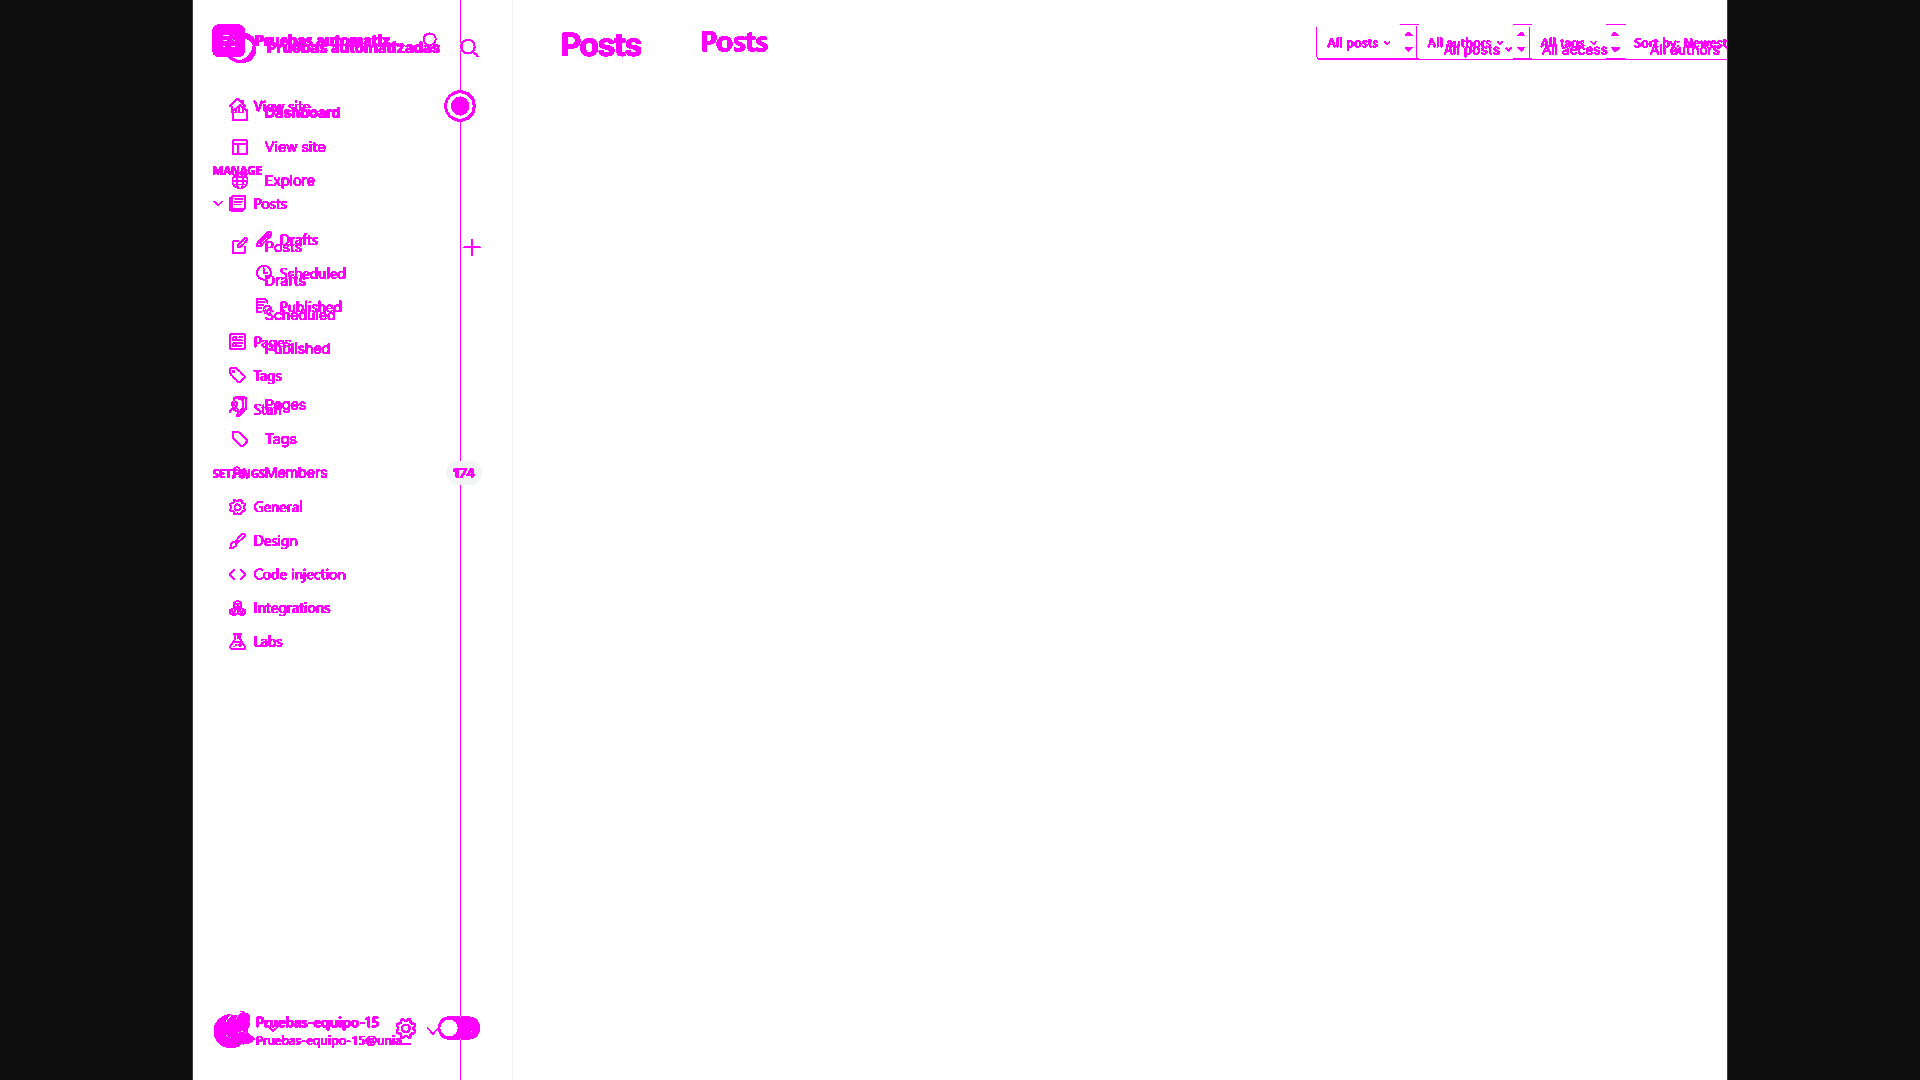 Pruebas automatiz
Pruebas automatizadas
Posts
Posts
All posts
All authors
All tags
Sort by: Newest
All posts
All access
All authors
View site
Dashboard
View site
MANAGE
Explore
Posts
Drafts
Posts
Scheduled
Drafts
Published
Scheduled
Pages
Published
Tags
Pages
Staff
Tags
SETTINGS
Members
174
General
Design
Code injection
Integrations
Labs
Pruebas-equipo-15
Pruebas-equipo-15@unia...